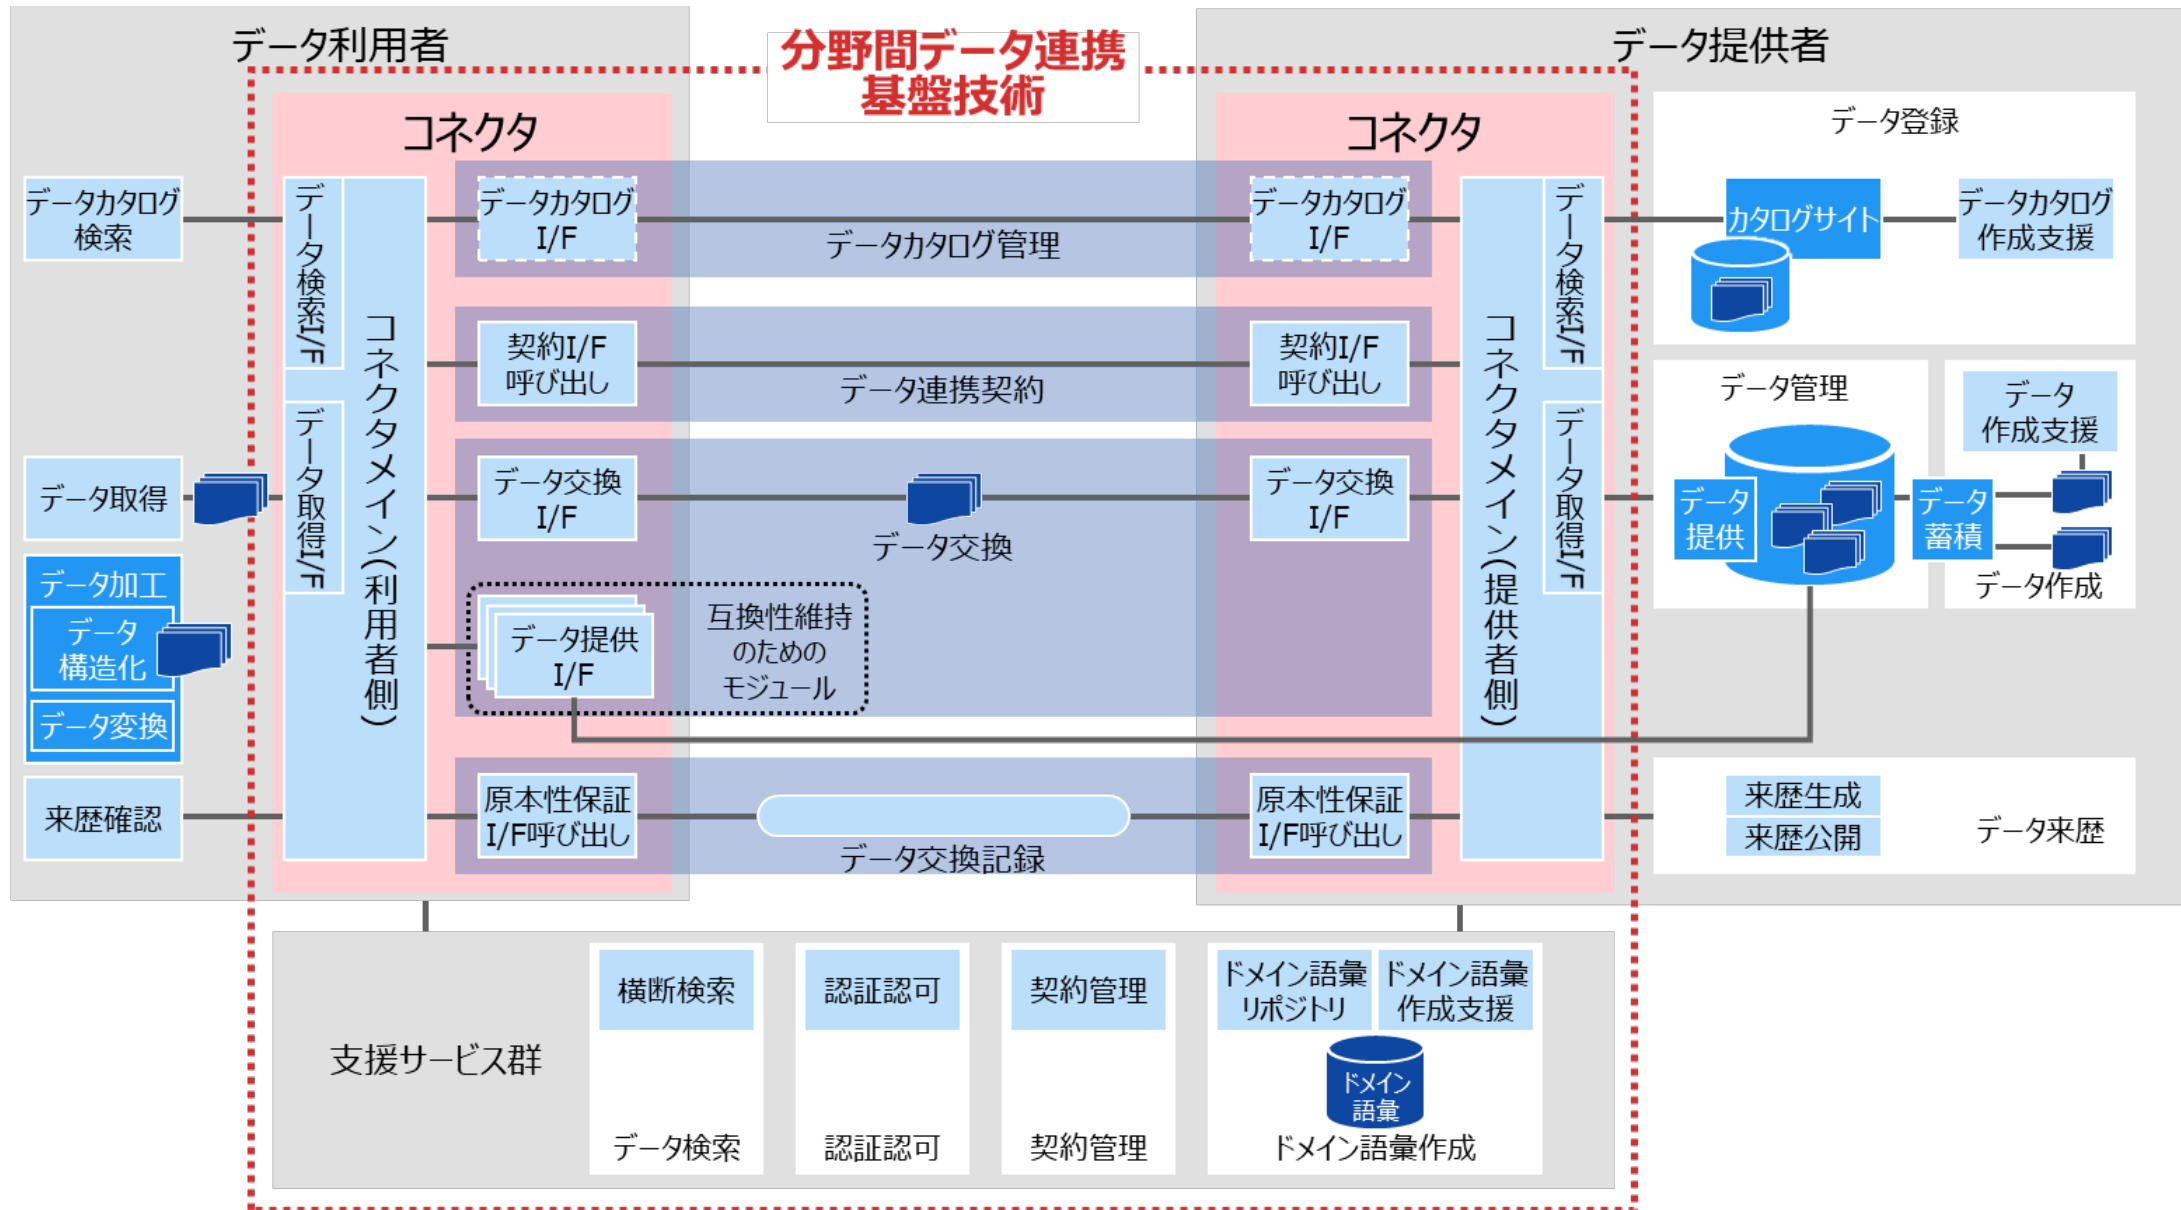 データ利用者
分野間データ連携
基盤技術
データ提供者
コネクタ
コネクタ
データ登録
データカタログ
検索
データ検索I/F
コネクタメイン(利用者側)
データカタログ
I/F
データカタログ管理
データカタログ
I/F
コネクタメイン(提供者側)
データ検索I/F
カタログサイト
データカタログ
作成支援
契約I/F
呼び出し
データ連携契約
契約I/F
呼び出し
データ管理
データ
作成支援
データ取得
データ取得I/F
データ交換
I/F
データ交換
データ交換
I/F
データ取得I/F
データ
提供
データ
蓄積
データ作成
データ加工
データ
構造化
データ変換
データ提供
I/F
互換性維持
のための
モジュール
来歴確認
原本性保証
I/F呼び出し
データ交換記録
原本性保証
I/F呼び出し
来歴生成
来歴公開
データ来歴
支援サービス群
横断検索
データ検索
認証認可
認証認可
契約管理
契約管理
ドメイン語彙
リポジトリ
ドメイン語彙
作成支援
ドメイン
語彙
ドメイン語彙作成